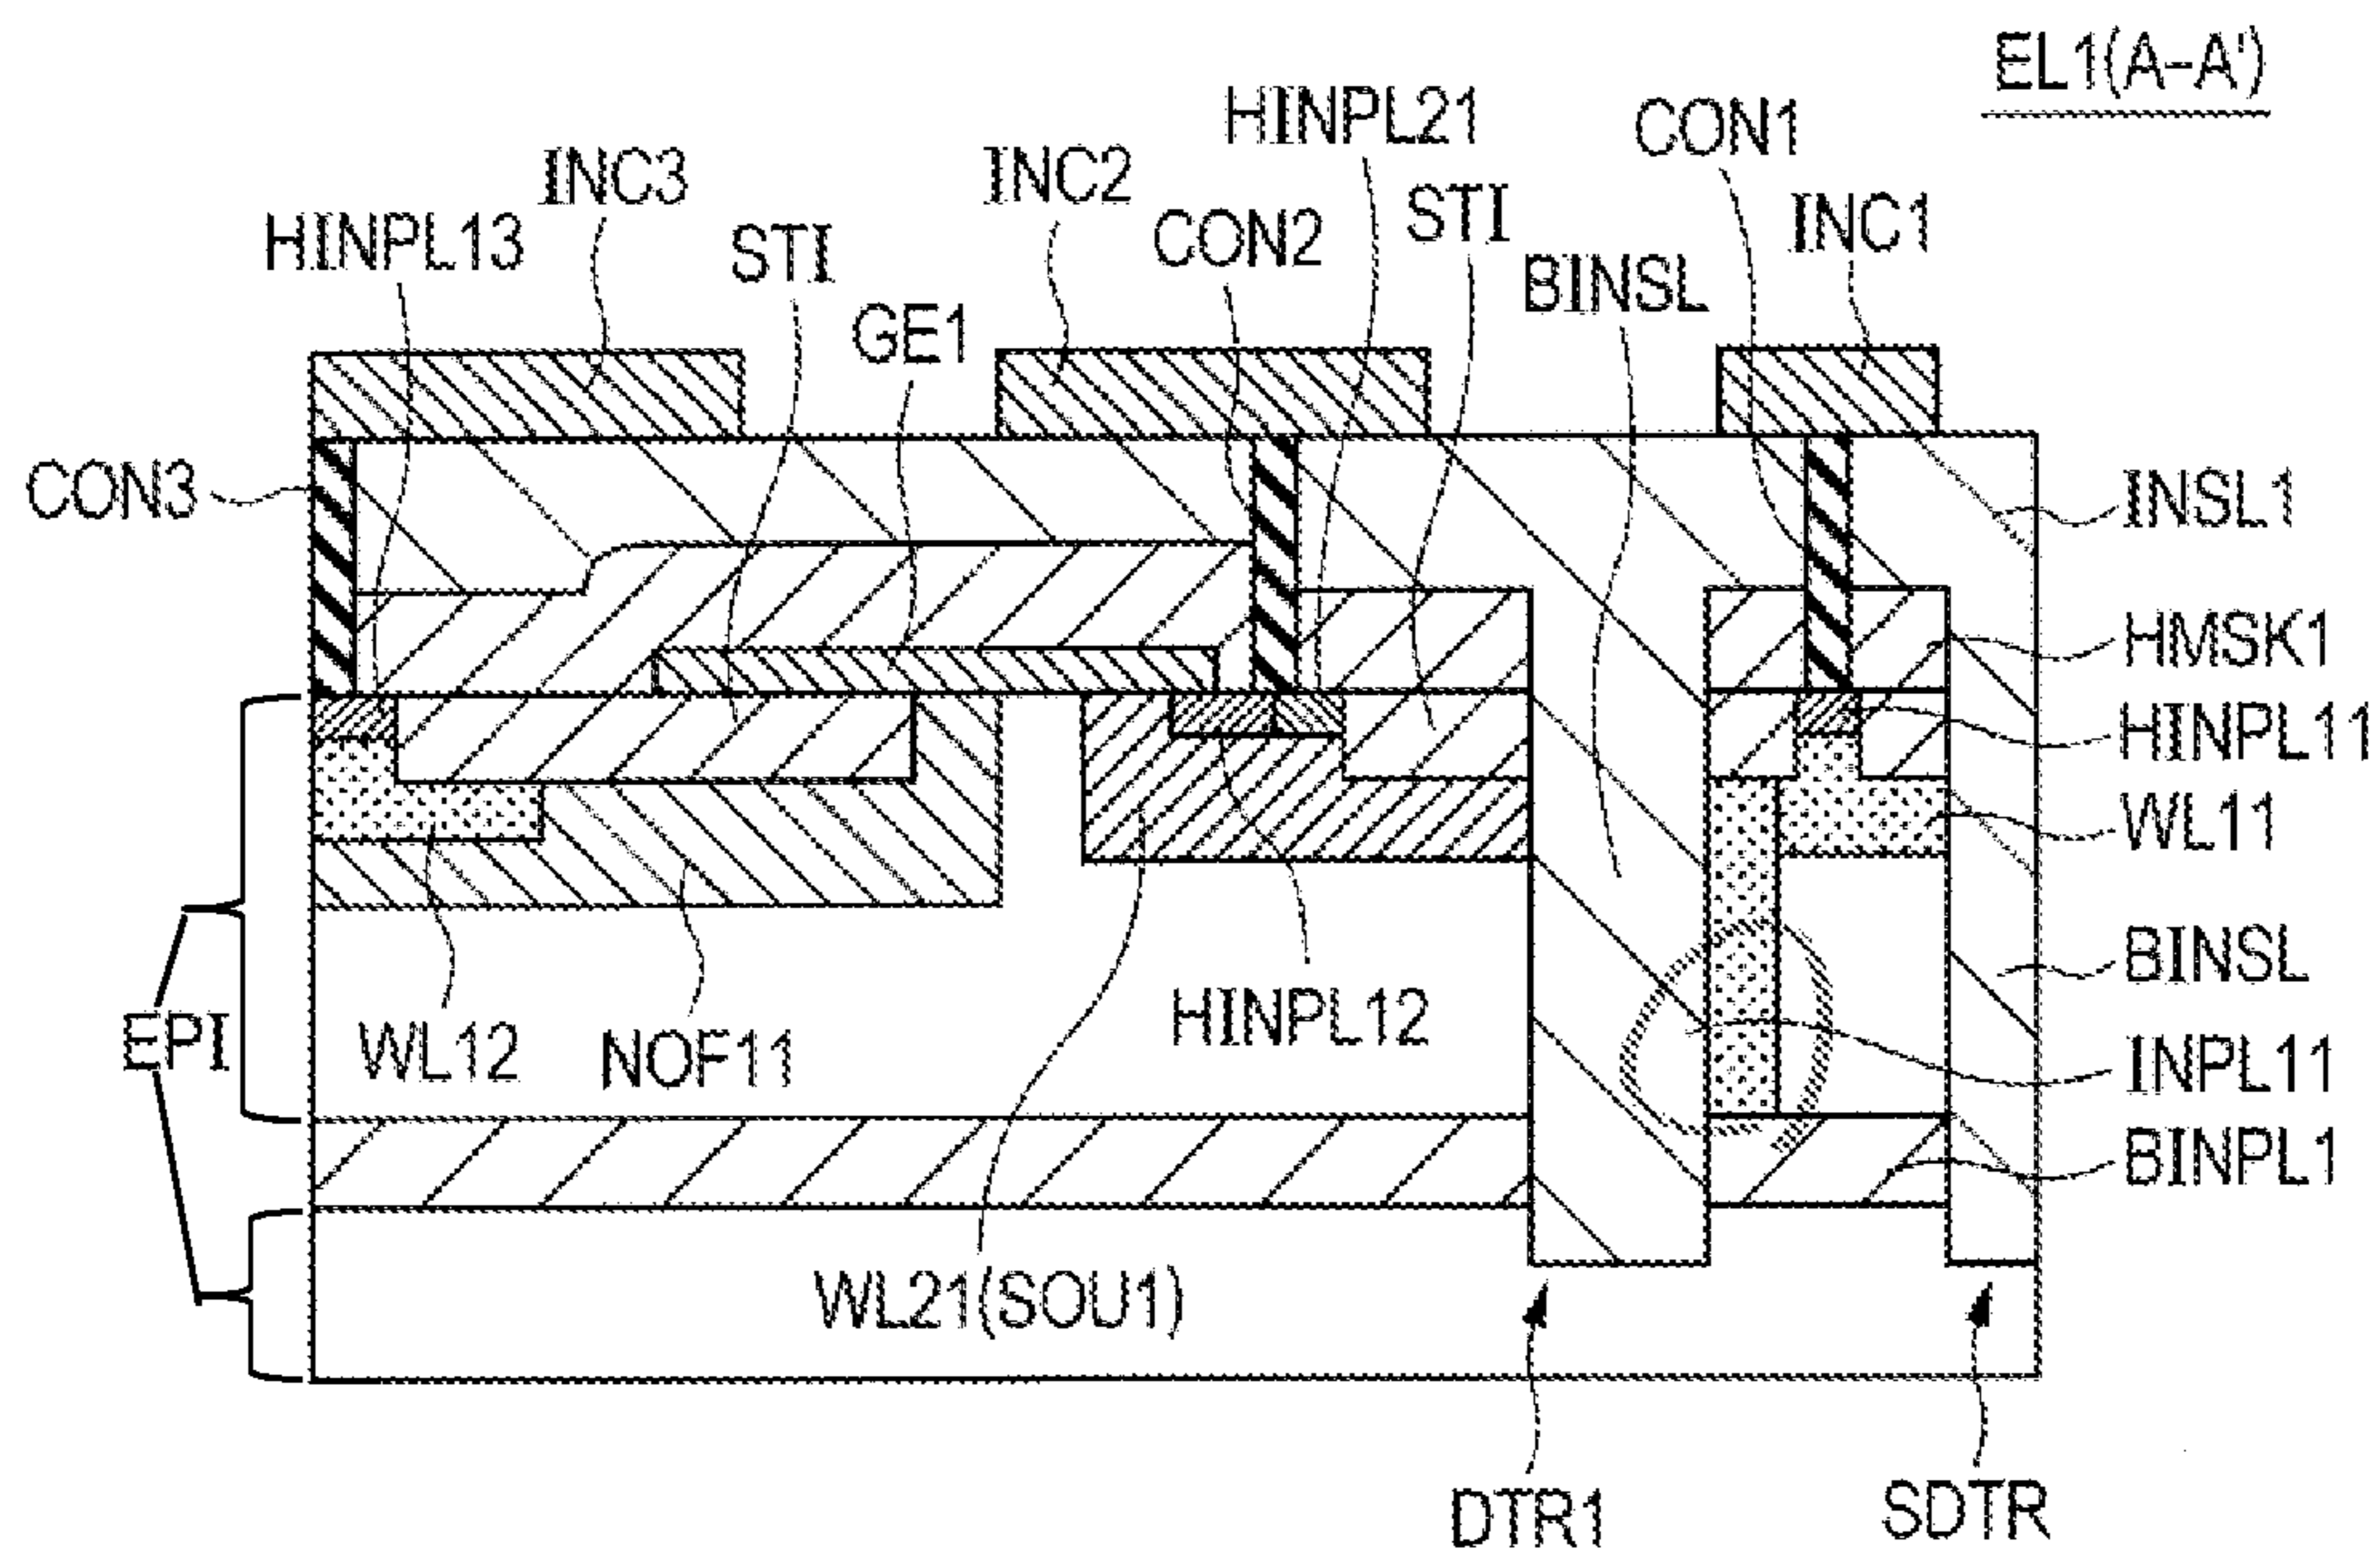 EL1(A-A')
HINPL21
CON1
INC3
INC2
STI
INC1
HINPL13
STI
CON2
BINSL
GE1
CON3
INSL1
HMSK1
HINPL11
WL11
BINSL
HINPL12
EPI
WL12
NOF11
INPL11
BINPL1
WL21(SOU1)
DTR1
SDTR